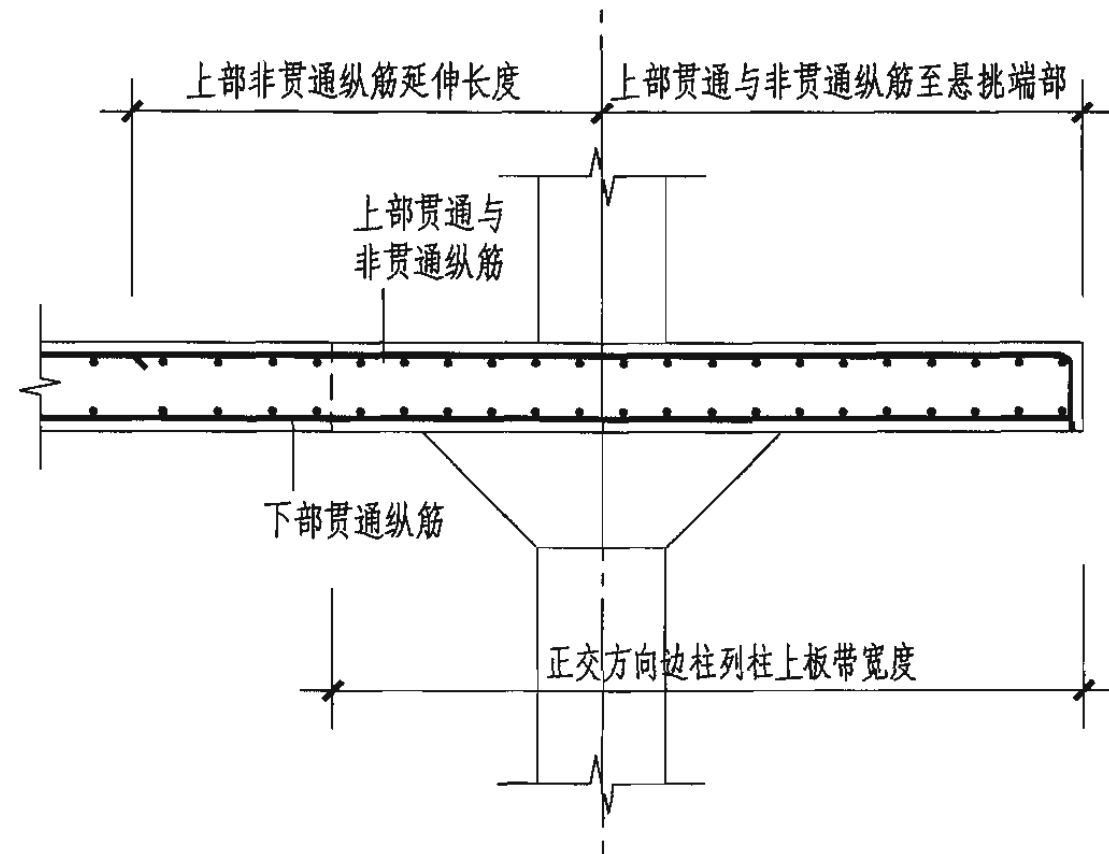 上部非贯通纵筋延伸长度
上部贯通与非贯通纵筋至悬挑端部
上部贯通与
非贯通纵筋
下部贯通纵筋
正交方向边柱列柱上板带宽度